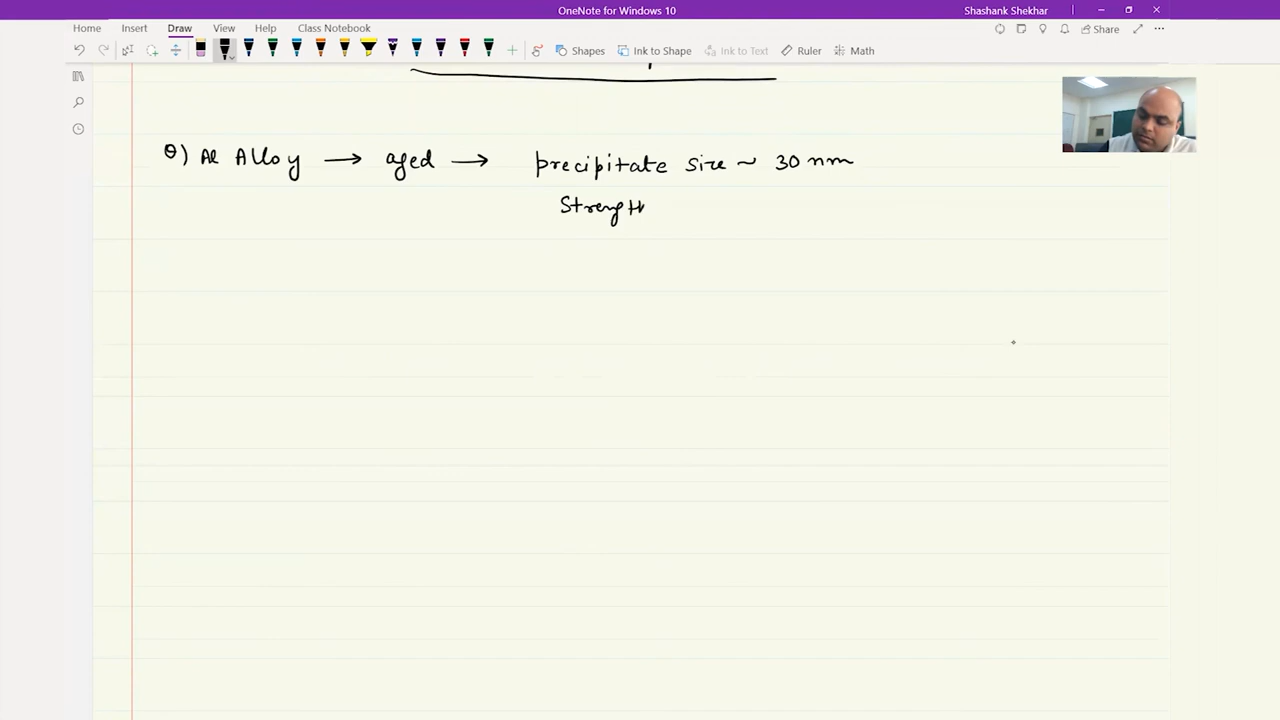 OneNote for Windows 10
Shashank Shekhar
Home Insert Draw View Help Class Notebook
Share
Shapes Ink to Shape Ink to Text Ruler Math
Q) Al Alloy → aged → precipitate size ~ 30 nm
Strength